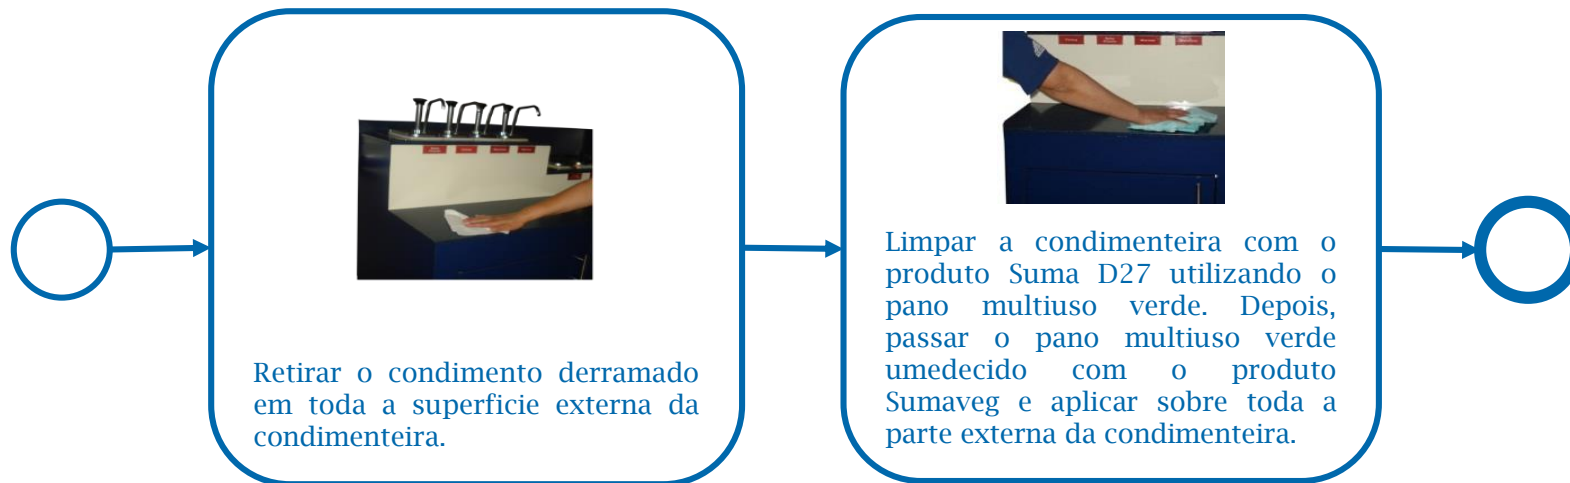 Retirar o condimento derramado
em toda a superficie externa da
condimenteira.
Limpar a condimenteira com o
produto Suma D27 utilizando o
pano multiuso verde. Depois,
passar o pano multiuso verde
umedecido com o produto
Sumaveg e aplicar sobre toda a
parte externa da condimenteira.